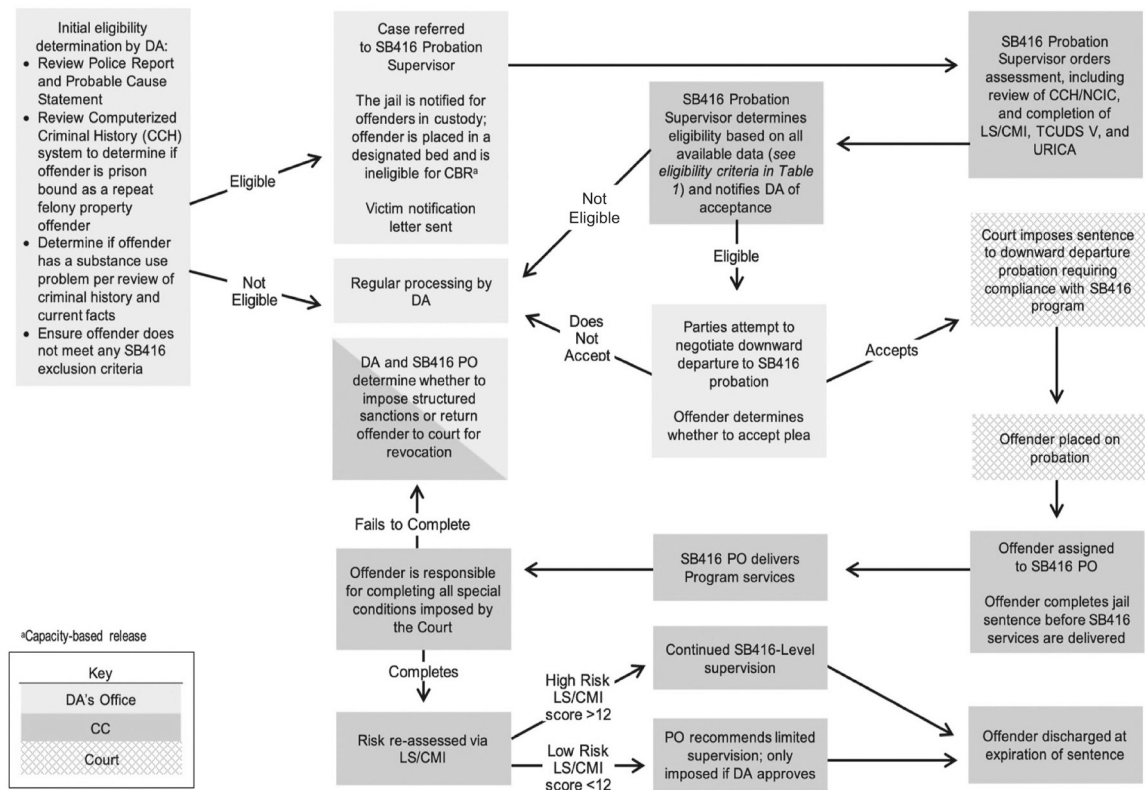 Initial eligibility
determination by DA:
• Review Police Report
and Probable Cause
Statement
• Review Computerized
Criminal History (CCH)
system to determine if
offender is prison
bound as a repeat
felony property
offender
• Determine if offender
has a substance use
problem per review of
criminal history and
current facts
• Ensure offender does
not meet any SB416
exclusion criteria
Eligible
Not
Eligible
Case referred
to SB416 Probation
Supervisor
The jail is notified for
offenders in custody;
offender is placed in a
designated bed and is
ineligible for CBRᵃ
Victim notification
letter sent
Regular processing by
DA
SB416 Probation
Supervisor orders
assessment, including
review of CCH/NCIC,
and completion of
LS/CMI, TCUDS V, and
URICA
SB416 Probation
Supervisor determines
eligibility based on all
available data (see
eligibility criteria in Table
1) and notifies DA of
acceptance
Not
Eligible
Eligible
Parties attempt to
negotiate downward
departure to SB416
probation
Offender determines
whether to accept plea
Does
Not
Accept
Accepts
Court imposes sentence
to downward departure
probation requiring
compliance with SB416
program
Offender placed on
probation
Offender assigned
to SB416 PO
Offender completes jail
sentence before SB416
services are delivered
SB416 PO delivers
Program services
Offender is responsible
for completing all special
conditions imposed by
the Court
Fails to Complete
DA and SB416 PO
determine whether to
impose structured
sanctions or return
offender to court for
revocation
Completes
Risk re-assessed via
LS/CMI
High Risk
LS/CMI
score >12
Continued SB416-Level
supervision
Low Risk
LS/CMI
score <12
PO recommends limited
supervision; only
imposed if DA approves
Offender discharged at
expiration of sentence
ᵃCapacity-based release
Key
DA's Office
CC
Court